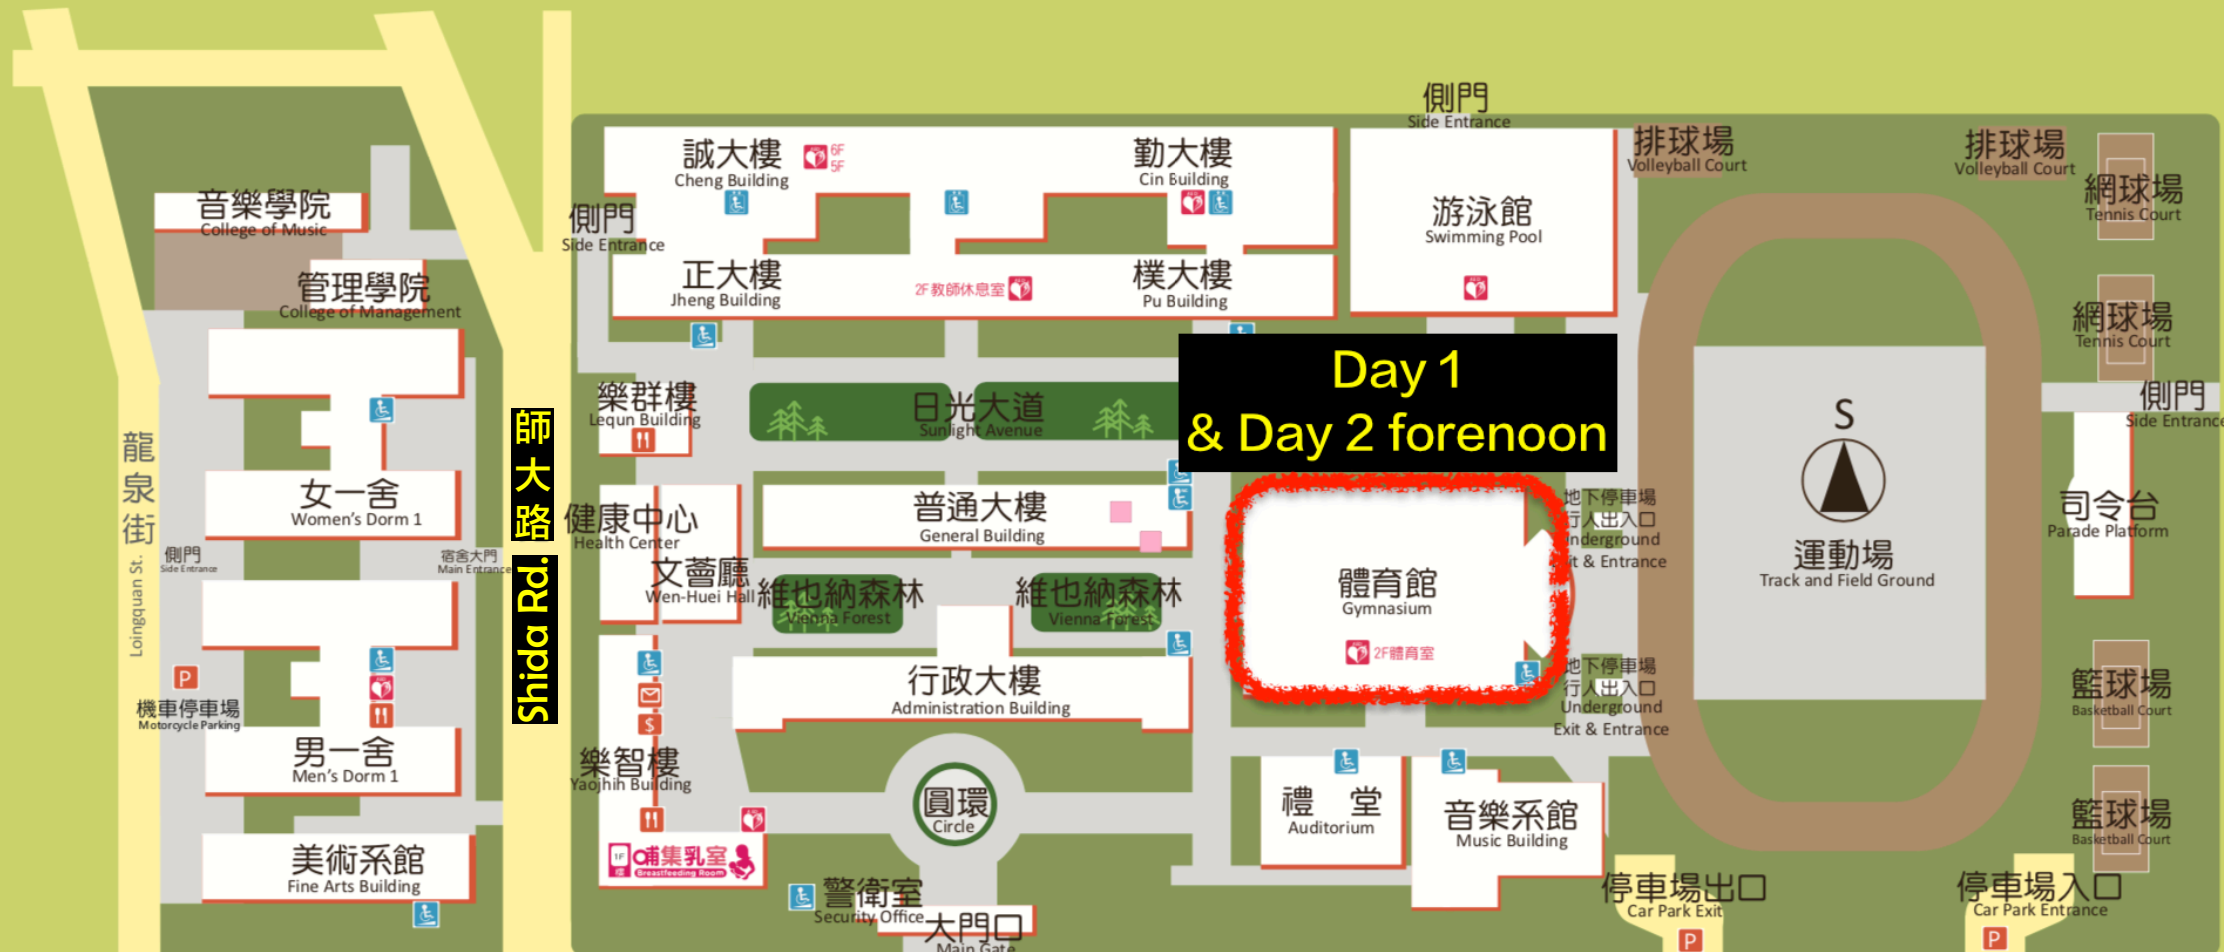 側門
Side Entrance
誠大樓
Cheng Building
6F
5F
勤大樓
Cin Building
排球場
Volleyball Court
排球場
Volleyball Court
網球場
Tennis Court
音樂學院
College of Music
側門
Side Entrance
游泳館
Swimming Pool
管理學院
College of Management
正大樓
Jheng Building
2F教師休息室
樸大樓
Pu Building
網球場
Tennis Court
Day 1
& Day 2 forenoon
樂群樓
Lequn Building
日光大道
Sunlight Avenue
側門
Side Entrance
S
龍泉街
Loingquan St.
師大路
Shida Rd.
女一舍
Women's Dorm 1
健康中心
Health Center
普通大樓
General Building
地下停車場
行人出入口
Underground
Exit & Entrance
司令台
Parade Platform
側門
Side Entrance
宿舍大門
Main Entrance
文薈廳
Wen-Huei Hall
維也納森林
Vienna Forest
維也納森林
Vienna Forest
體育館
Gymnasium
2F體育室
運動場
Track and Field Ground
地下停車場
行人出入口
Underground
Exit & Entrance
籃球場
Basketball Court
P
機車停車場
Motorcycle Parking
行政大樓
Administration Building
$
男一舍
Men's Dorm 1
樂智樓
Yaojhih Building
圓環
Circle
禮 堂
Auditorium
音樂系館
Music Building
籃球場
Basketball Court
美術系館
Fine Arts Building
1F
哺集乳室
Breastfeeding Room
警衛室
Security Office
大門口
Main Gate
停車場出口
Car Park Exit
P
停車場入口
Car Park Entrance
P